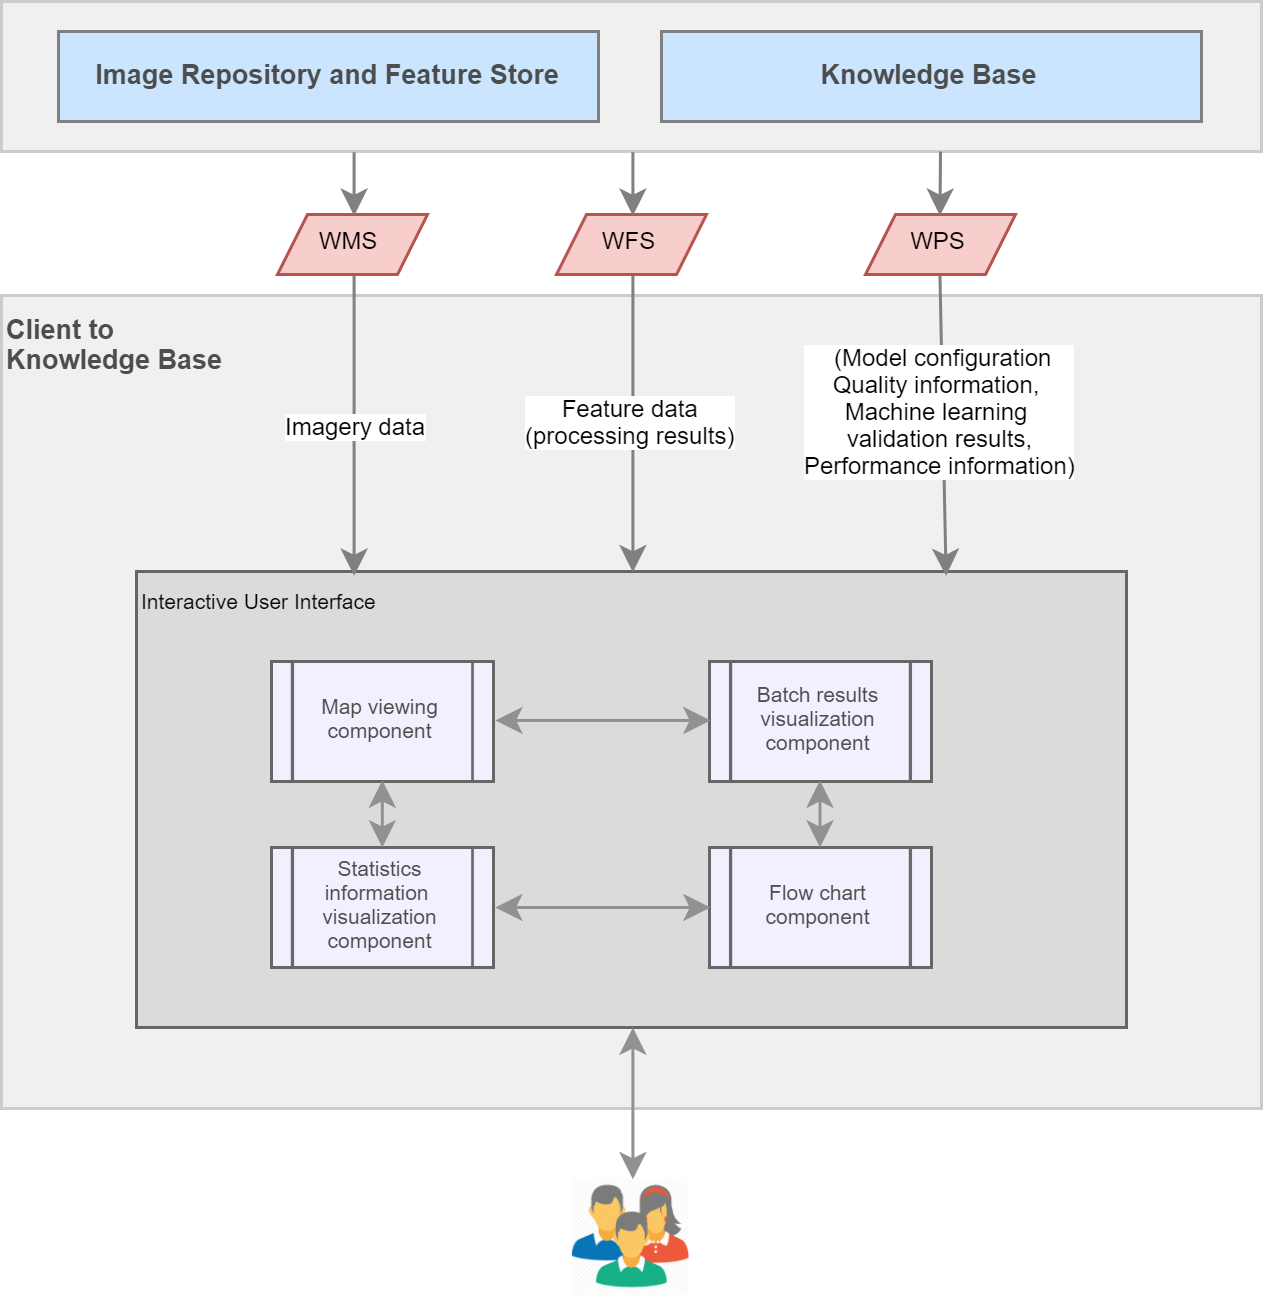 Image Repository and Feature Store
Knowledge Base
WMS
WFS
WPS
Client to
Knowledge Base
Imagery data
Feature data
(processing results)
(Model configuration
Quality information,
Machine learning
validation results,
Performance information)
Interactive User Interface
Map viewing
component
Batch results
visualization
component
Statistics
information
visualization
component
Flow chart
component